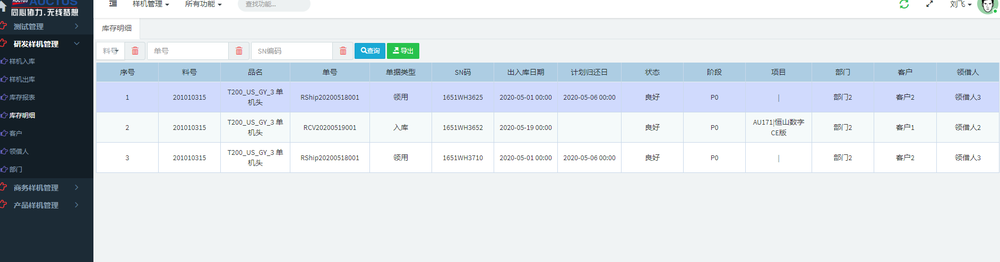 AUCTUS AUCTUS
同心协力.无线梦想
样机管理 所有功能 查找功能... 刘飞
测试管理
研发样机管理
样机入库
样机出库
库存报表
库存明细
客户
领借人
部门
商务样机管理
产品样机管理
库存明细
料号 单号 SN编码 查询 导出
序号 料号 品名 单号 单据类型 SN码 出入库日期 计划归还日 状态 阶段 项目 部门 客户 领借人
1 201010315 T200_US_GY_3 单机头 RShip20200518001 领用 1651WH3625 2020-05-01 00:00 2020-05-06 00:00 良好 P0 | 部门2 客户2 领借人3
2 201010315 T200_US_GY_3 单机头 RCV20200519001 入库 1651WH3652 2020-05-19 00:00 良好 P0 AU171|恒山数字CE版 部门2 客户1 领借人2
3 201010315 T200_US_GY_3 单机头 RShip20200518001 领用 1651WH3710 2020-05-01 00:00 2020-05-06 00:00 良好 P0 | 部门2 客户2 领借人3